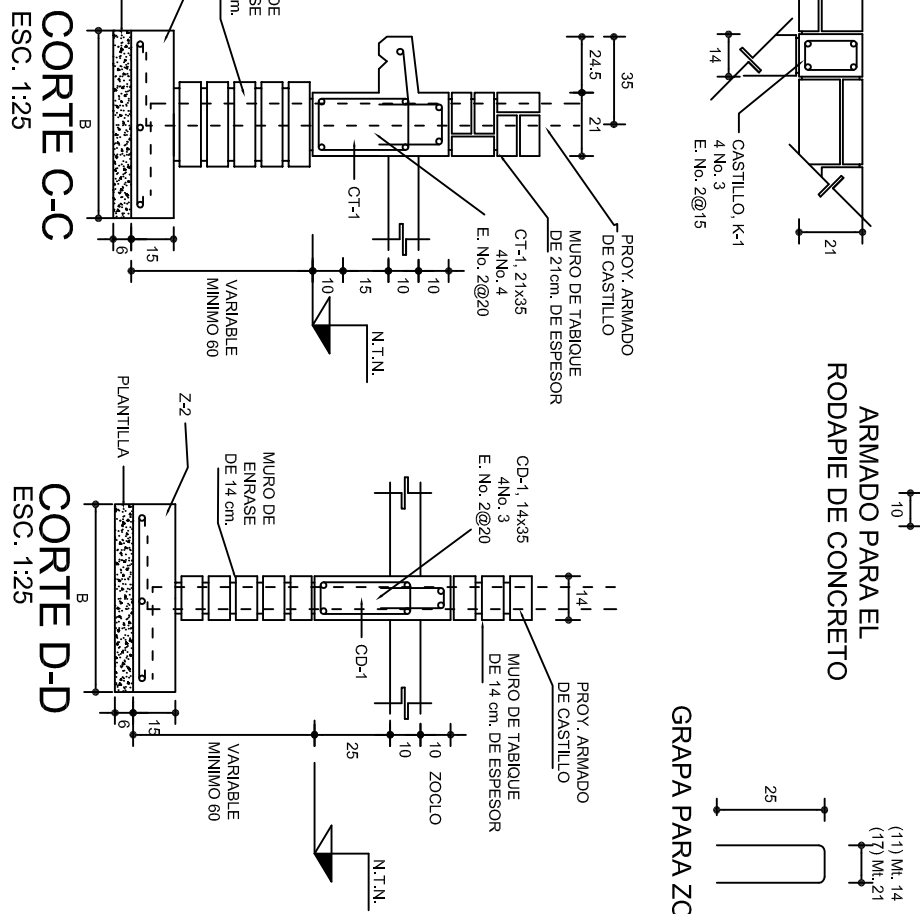 14
CASTILLO, K-1
4 No. 3
E. No. 2@15
21
10
ARMADO PARA EL
RODAPIE DE CONCRETO
35
24.5
21
PROY. ARMADO
DE CASTILLO
MURO DE TABIQUE
DE 21cm. DE ESPESOR
CT-1, 21x35
4No. 4
E. No. 2@20
CT-1
10
10
15
10
N.T.N.
VARIABLE
MINIMO 60
15
6
B
CORTE C-C
ESC. 1:25
(11) Mt. 14
(17) Mt. 21
25
GRAPA PARA
14
PROY. ARMADO
DE CASTILLO
MURO DE TABIQUE
DE 14 cm. DE ESPESOR
CD-1, 14x35
4No. 3
E. No. 2@20
CD-1
10 ZOCLO
10
25
N.T.N.
MURO DE
ENRASE
DE 14 cm.
VARIABLE
MINIMO 60
Z-2
PLANTILLA
15
6
B
CORTE D-D
ESC. 1:25